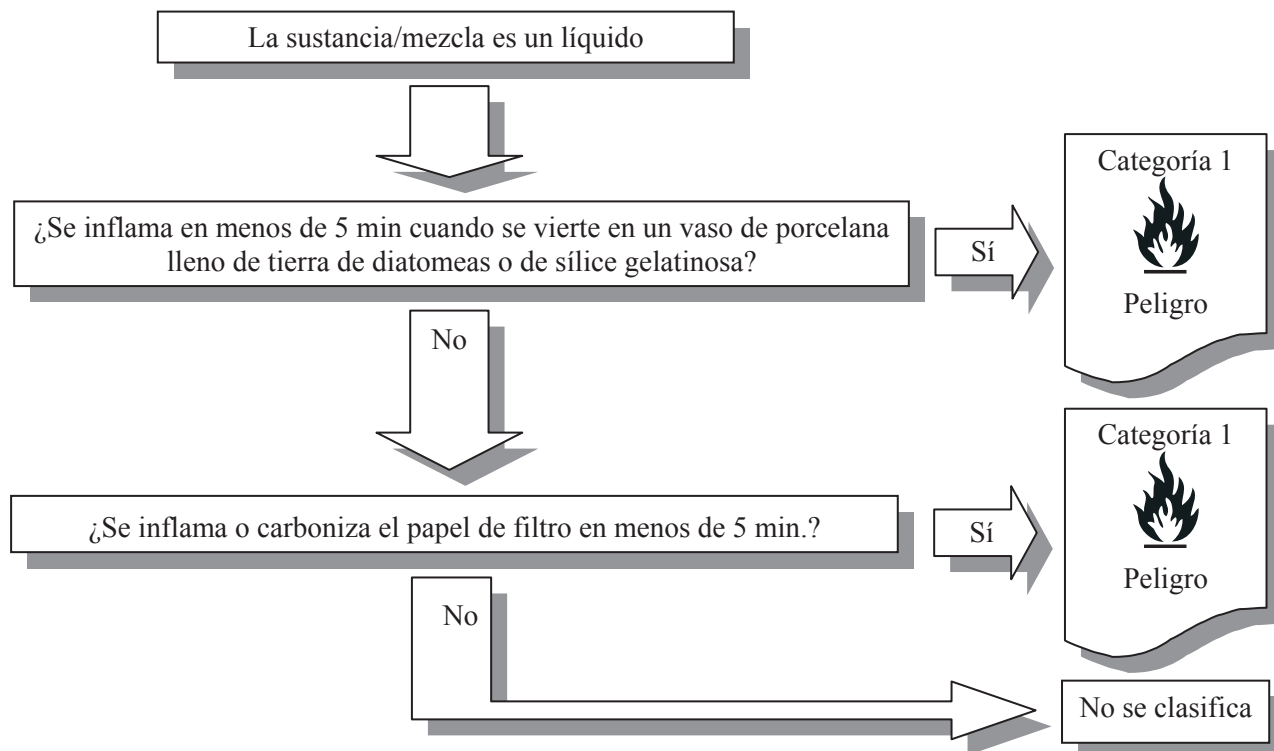 La sustancia/mezcla es un líquido
¿Se inflama en menos de 5 min cuando se vierte en un vaso de porcelana
lleno de tierra de diatomeas o de sílice gelatinosa?
Sí
Categoría 1
Peligro
No
¿Se inflama o carboniza el papel de filtro en menos de 5 min.?
Sí
Categoría 1
Peligro
No
No se clasifica